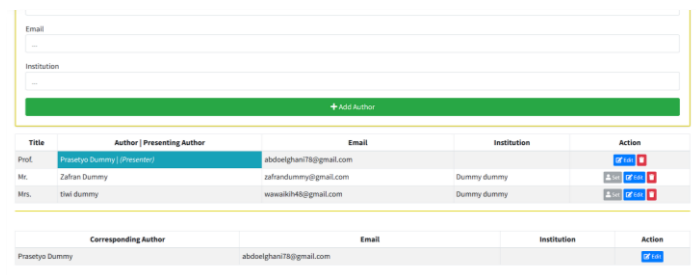 Email
...
Institution
...
+ Add Author
Title Author | Presenting Author Email Institution Action
Prof. Prasetyo Dummy | (Presenter) abdoelghani78@gmail.com Edit
Mr. Zafran Dummy zafrandummy@gmail.com Dummy dummy Set Edit
Mrs. tiwi dummy wawaikih48@gmail.com Dummy dummy Set Edit
Corresponding Author Email Institution Action
Prasetyo Dummy abdoelghani78@gmail.com Edit